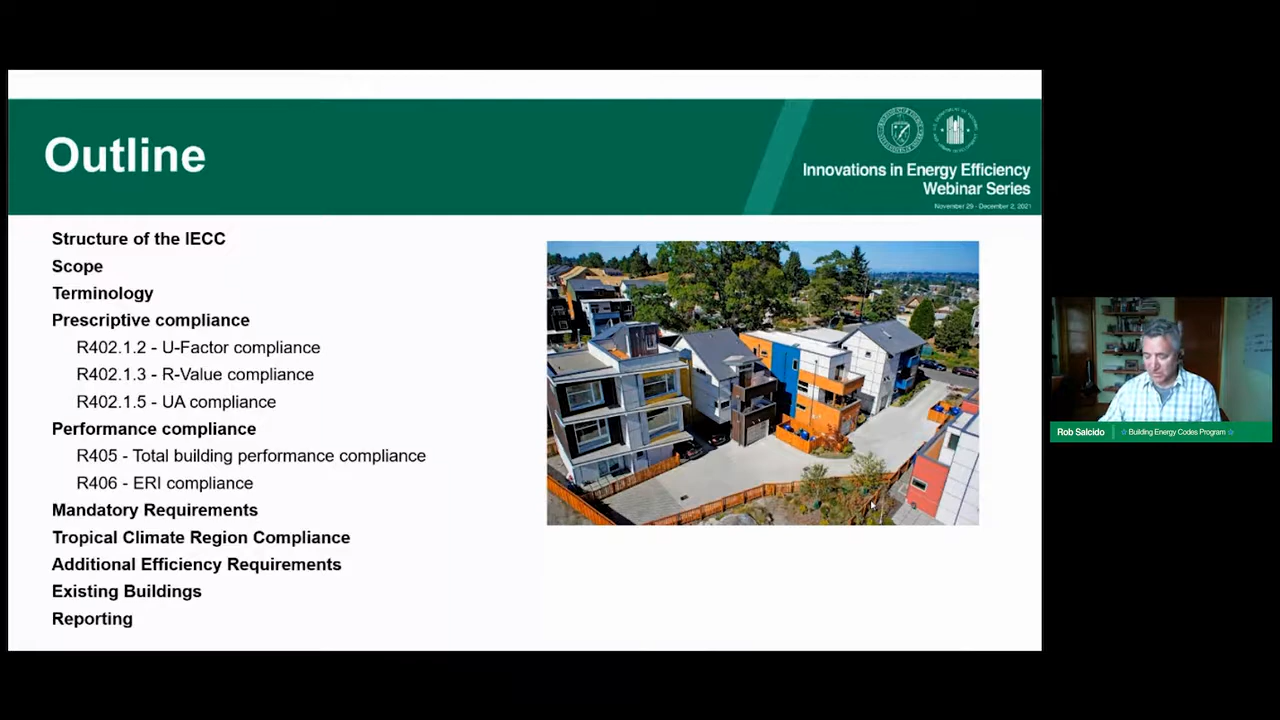 Outline
Innovations in Energy Efficiency
Webinar Series
November 29 - December 2, 2021
Structure of the IECC
Scope
Terminology
Prescriptive compliance
R402.1.2 - U-Factor compliance
R402.1.3 - R-Value compliance
R402.1.5 - UA compliance
Performance compliance
R405 - Total building performance compliance
R406 - ERI compliance
Mandatory Requirements
Tropical Climate Region Compliance
Additional Efficiency Requirements
Existing Buildings
Reporting
Rob Salcido
☆ Building Energy Codes Program ☆